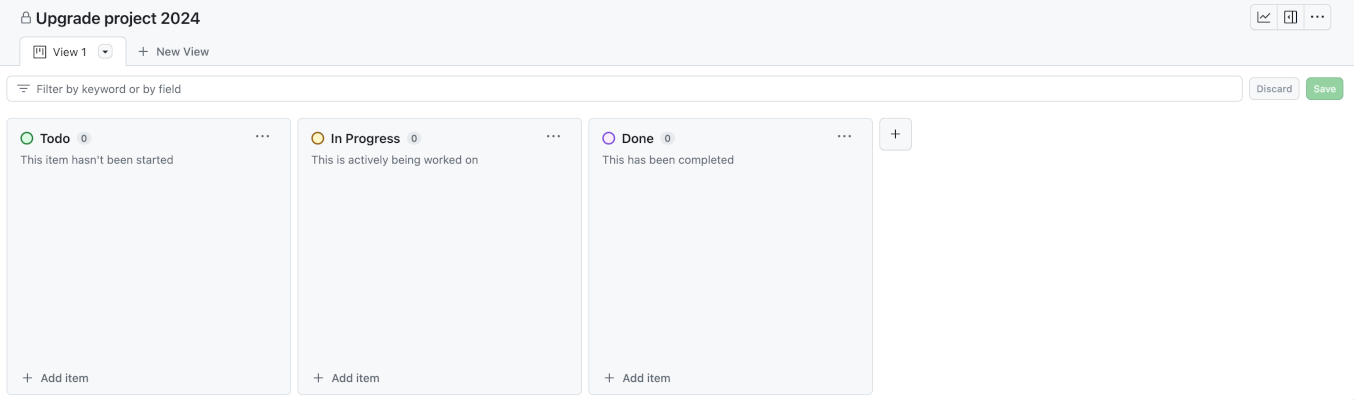 Upgrade project 2024
View 1
New View
Filter by keyword or by field
Discard
Save
Todo 0
This item hasn't been started
Add item
In Progress 0
This is actively being worked on
Add item
Done 0
This has been completed
Add item